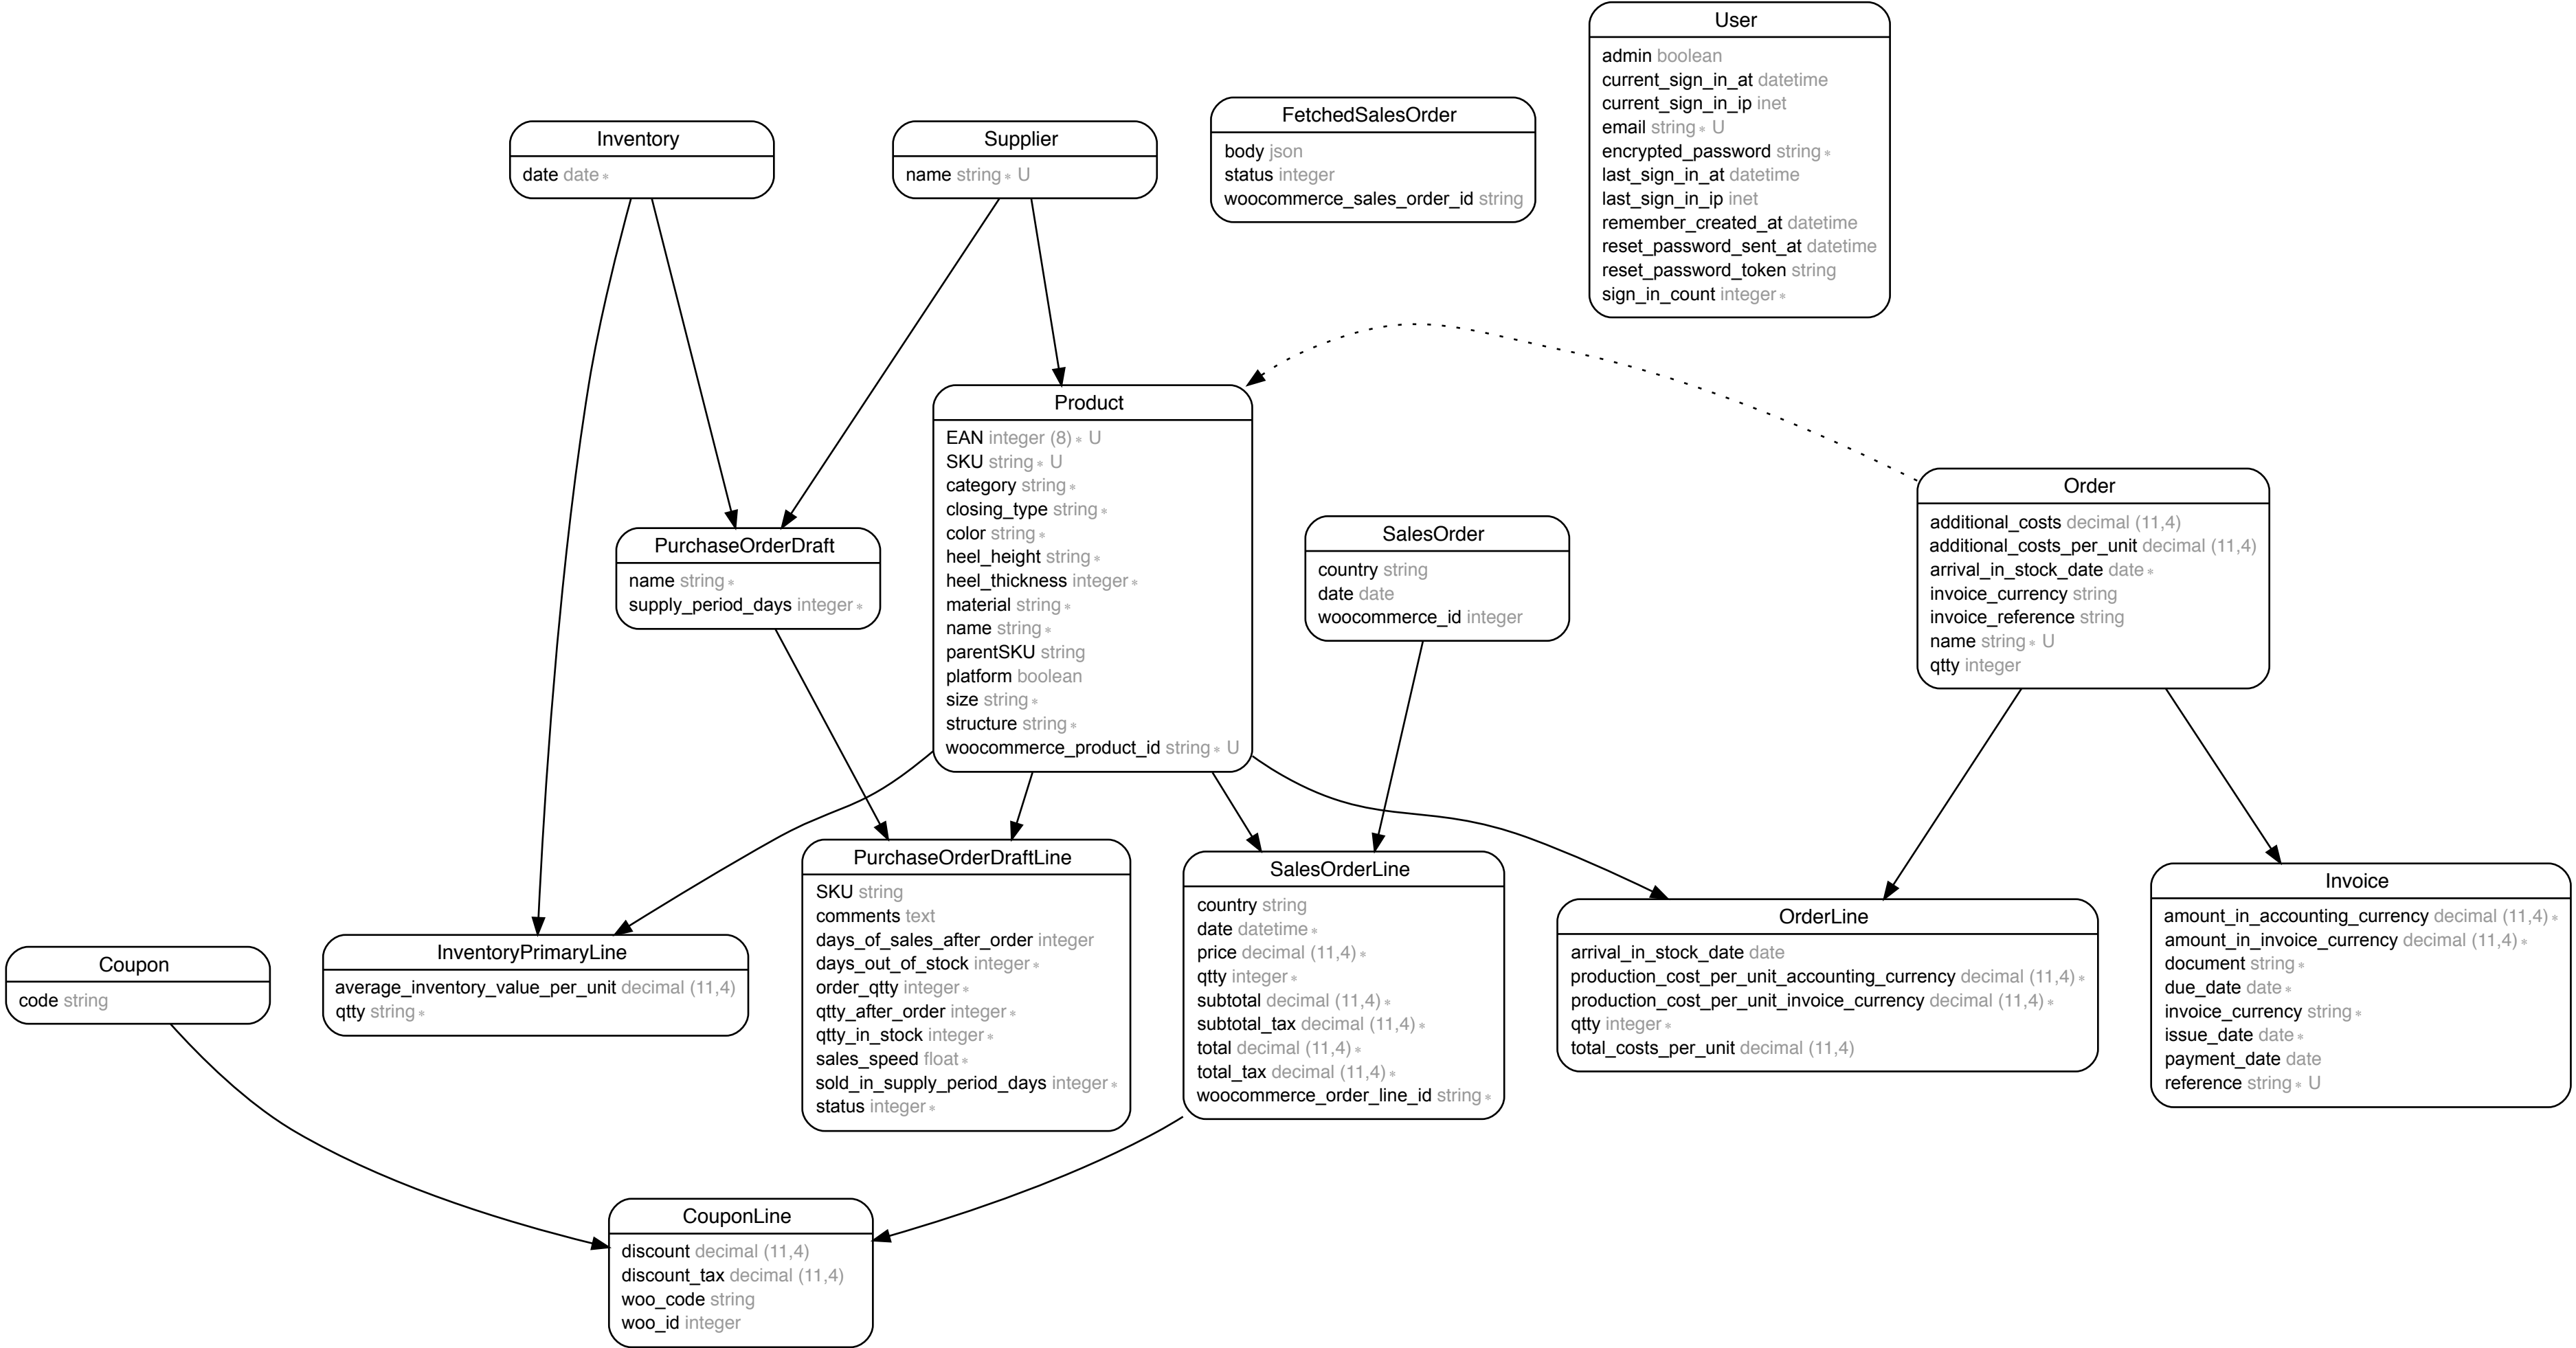 User
admin boolean
current_sign_in_at datetime
current_sign_in_ip inet
email string∗ U
encrypted_password string∗
last_sign_in_at datetime
last_sign_in_ip inet
remember_created_at datetime
reset_password_sent_at datetime
reset_password_token string
sign_in_count integer∗
Inventory
date date∗
Supplier
name string∗ U
FetchedSalesOrder
body json
status integer
woocommerce_sales_order_id string
Product
EAN integer (8)∗ U
SKU string∗ U
category string∗
closing_type string∗
color string∗
heel_height string∗
heel_thickness integer∗
material string∗
name string∗
parentSKU string
platform boolean
size string∗
structure string∗
woocommerce_product_id string∗ U
Order
additional_costs decimal (11,4)
additional_costs_per_unit decimal (11,4)
arrival_in_stock_date date∗
invoice_currency string
invoice_reference string
name string∗ U
qtty integer
PurchaseOrderDraft
name string∗
supply_period_days integer∗
SalesOrder
country string
date date
woocommerce_id integer
PurchaseOrderDraftLine
SKU string
comments text
days_of_sales_after_order integer
days_out_of_stock integer∗
order_qtty integer∗
qtty_after_order integer∗
qtty_in_stock integer∗
sales_speed float∗
sold_in_supply_period_days integer∗
status integer∗
SalesOrderLine
country string
date datetime∗
price decimal (11,4)∗
qtty integer∗
subtotal decimal (11,4)∗
subtotal_tax decimal (11,4)∗
total decimal (11,4)∗
total_tax decimal (11,4)∗
woocommerce_order_line_id string∗
OrderLine
arrival_in_stock_date date
production_cost_per_unit_accounting_currency decimal (11,4)∗
production_cost_per_unit_invoice_currency decimal (11,4)∗
qtty integer∗
total_costs_per_unit decimal (11,4)
Invoice
amount_in_accounting_currency decimal (11,4)∗
amount_in_invoice_currency decimal (11,4)∗
document string∗
due_date date∗
invoice_currency string∗
issue_date date∗
payment_date date
reference string∗ U
Coupon
code string
InventoryPrimaryLine
average_inventory_value_per_unit decimal (11,4)
qtty string∗
CouponLine
discount decimal (11,4)
discount_tax decimal (11,4)
woo_code string
woo_id integer